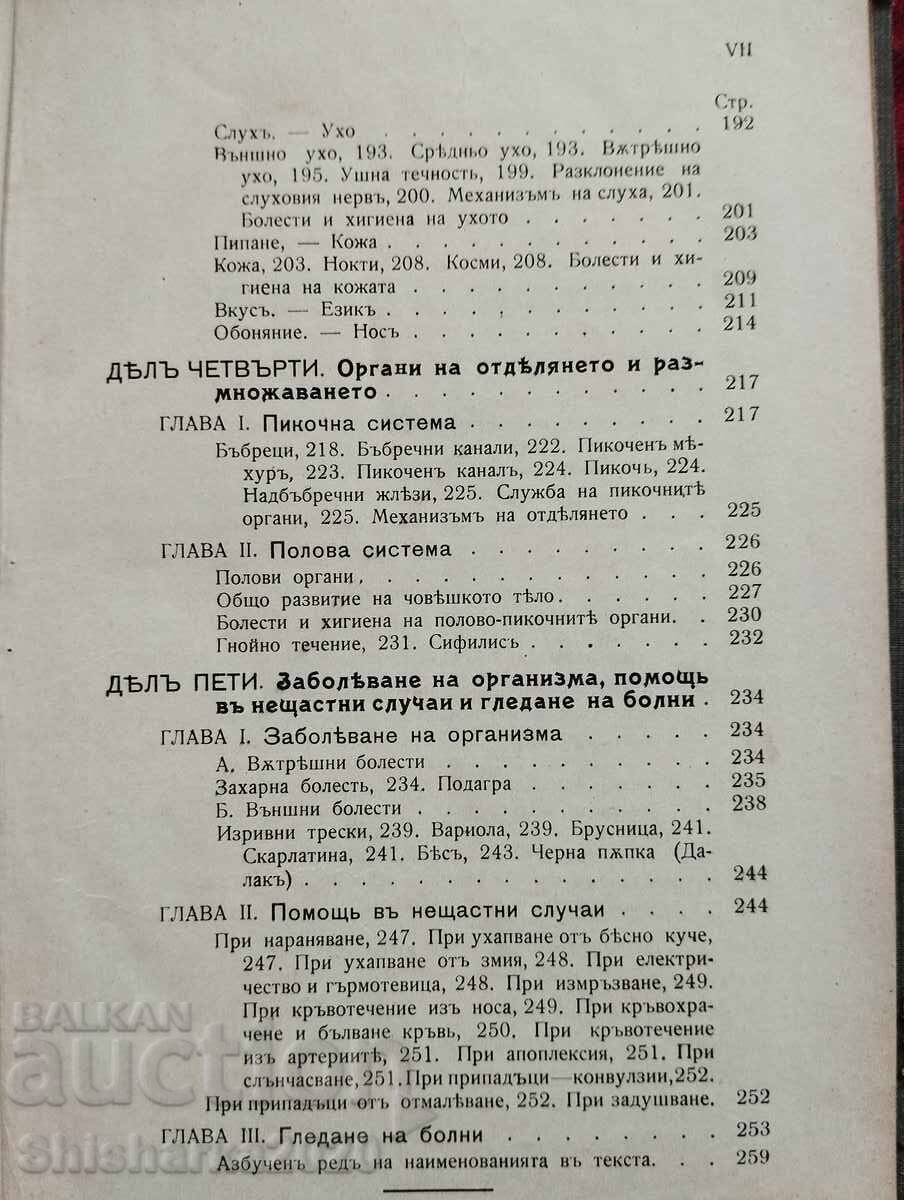 VII
Стр.
Слухъ. — Ухо . . . . . . . . . . . . . 192
Външно ухо, 193. Срѣдньо ухо, 193. Вѫтрѣшно
ухо, 195. Ушна течность, 199. Разклонение на
слуховия нервъ, 200. Механизъмъ на слуха, 201.
Болести и хигиена на ухото . . . . . . . . 201
Пипане, — Кожа . . . . . . . . . . . . 203
Кожа, 203. Нокти, 208. Косми, 208. Болести и хи-
гиена на кожата . . . . . . . . . . . 209
Вкусъ. — Езикъ . . . . . . . . . . . . 211
Обоняние. — Носъ . . . . . . . . . . . 214
ДѢЛЪ ЧЕТВЪРТИ. Органи на отдѣлянето и раз-
множаването . . . . . . . . . . . . 217
ГЛАВА I. Пикочна система . . . . . . . . . 217
Бъбреци, 218. Бъбречни канали, 222. Пикоченъ мѣ-
хуръ, 223. Пикоченъ каналъ, 224. Пикочь, 224.
Надбъбречни жлѣзи, 225. Служба на пикочнитѣ
органи, 225. Механизъмъ на отдѣлянето . . . 225
ГЛАВА II. Полова система . . . . . . . . . 226
Полови органи . . . . . . . . . . . . 226
Общо развитие на човѣшкото тѣло . . . . . . 227
Болести и хигиена на полово-пикочнитѣ органи. . 230
Гнойно течение, 231. Сифилисъ . . . . . . . 232
ДѢЛЪ ПЕТИ. Заболѣване на организма, помощь
въ нещастни случаи и гледане на болни . 234
ГЛАВА I. Заболѣване на организма . . . . . 234
А. Вѫтрѣшни болести . . . . . . . . . . 234
Захарна болесть, 234. Подагра . . . . . . . 235
Б. Външни болести . . . . . . . . . . . 238
Изривни трески, 239. Вариола, 239. Брусница, 241.
Скарлатина, 241. Бѣсъ, 243. Черна пѫпка (Да-
лакъ) . . . . . . . . . . . . . . 244
ГЛАВА II. Помощь въ нещастни случаи . . . . 244
При нараняване, 247. При ухапване отъ бѣсно куче,
247. При ухапване отъ змия, 248. При електри-
чество и гърмотевица, 248. При измръзване, 249.
При кръвотечение изъ носа, 249. При кръвохра-
чене и бълване кръвь, 250. При кръвотечение
изъ артериитѣ, 251. При апоплексия, 251. При
слънчасване, 251. При припадъци — конвулзии, 252.
При припадъци отъ отмалѣване, 252. При задушване. 252
ГЛАВА III. Гледане на болни . . . . . . . . 253
Азбученъ редъ на наименованията въ текста. . . 259
BALKAN
auct